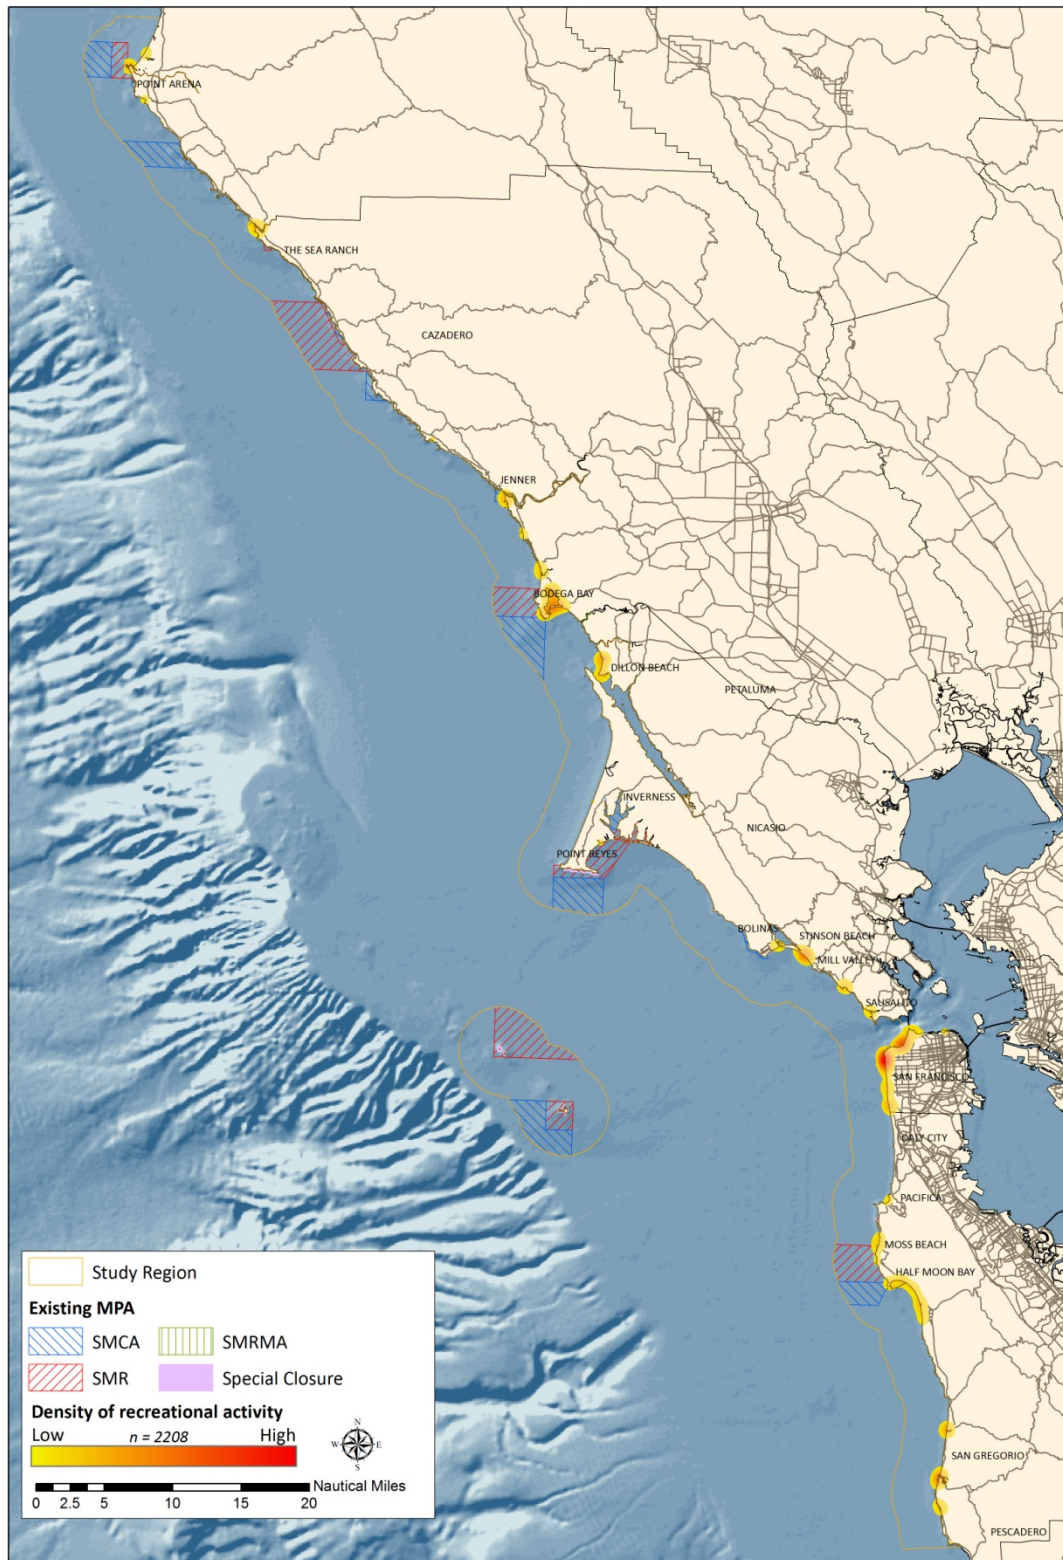 POINT ARENA
THE SEA RANCH
CAZADERO
JENNER
BODEGA BAY
DILLON BEACH
PETALUMA
INVERNESS
NICASIO
POINT REYES
BOLINAS
STINSON BEACH
MILL VALLEY
SAUSALITO
SAN FRANCISCO
DALY CITY
PACIFICA
MOSS BEACH
HALF MOON BAY
SAN GREGORIO
PESCADERO
Study Region
Existing MPA
SMCA SMRMA
SMR Special Closure
Density of recreational activity
Low n = 2208 High
N
W E
S
Nautical Miles
0 2.5 5 10 15 20